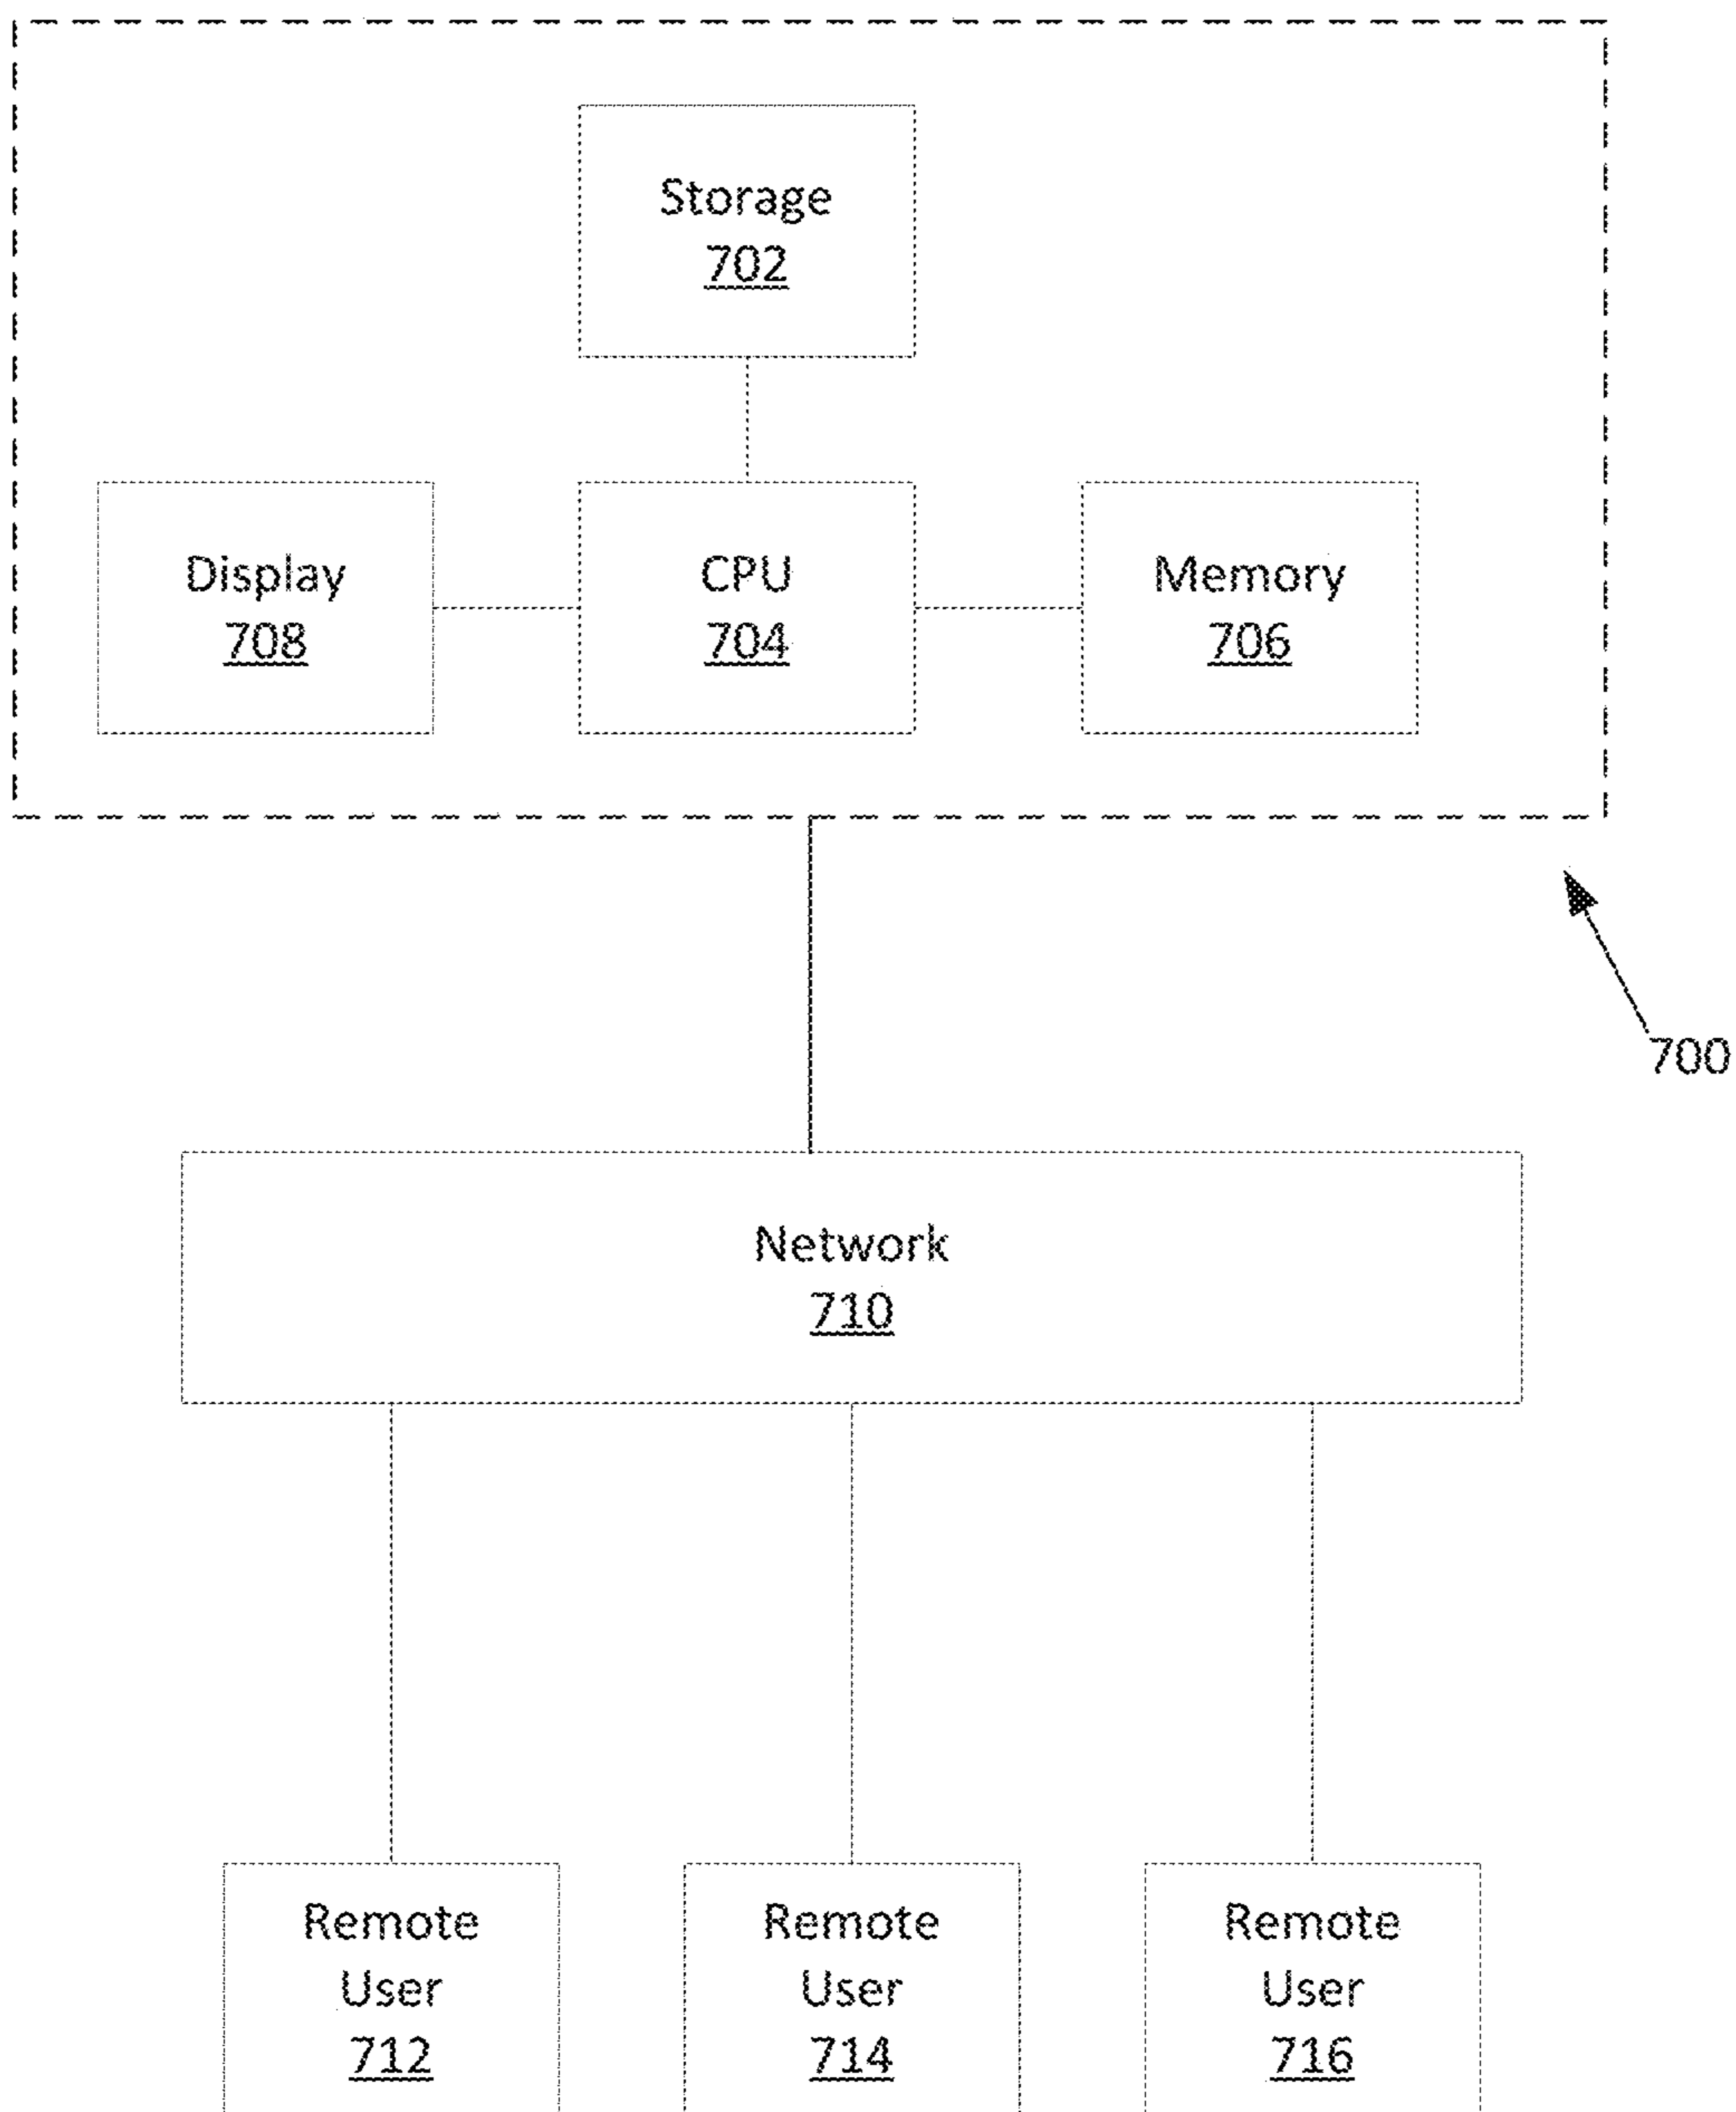 Storage
702
Display
708
CPU
704
Memory
706
700
Network
710
Remote
User
712
Remote
User
714
Remote
User
716